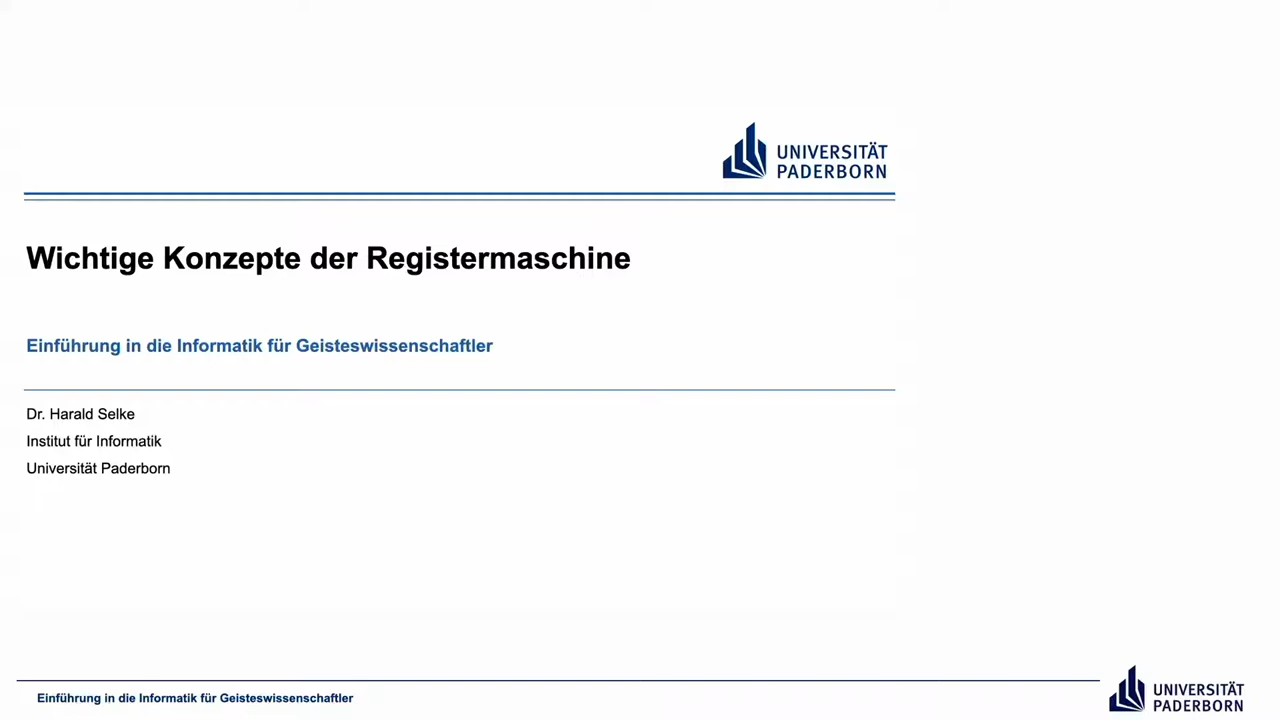 UNIVERSITÄT
PADERBORN
Wichtige Konzepte der Registermaschine
Einführung in die Informatik für Geisteswissenschaftler
Dr. Harald Selke
Institut für Informatik
Universität Paderborn
Einführung in die Informatik für Geisteswissenschaftler
UNIVERSITÄT
PADERBORN